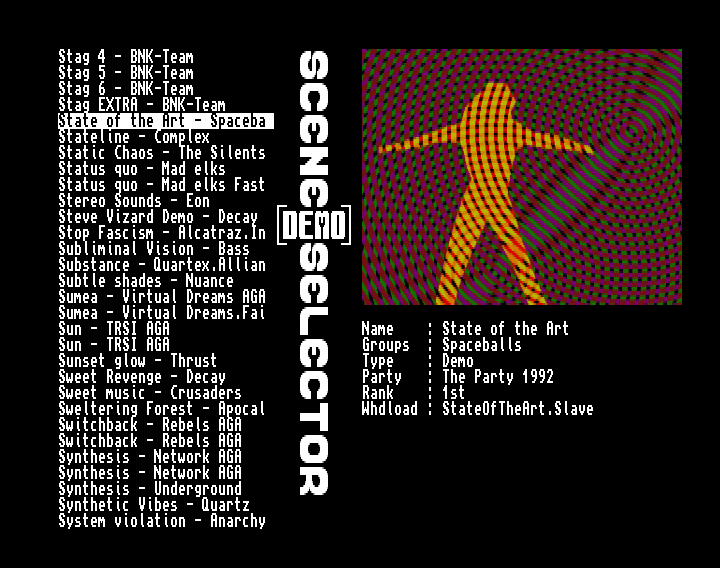 Stag 4 - BNK-Team
Stag 5 - BNK-Team
Stag 6 - BNK-Team
Stag EXTRA - BNK-Team
State of the Art - Spaceba
Stateline - Complex
Static Chaos - The Silents
Status quo - Mad elks
Status quo - Mad elks Fast
Stereo Sounds - Eon
Steve Vizard Demo - Decay
Stop Fascism - Alcatraz.In
Subliminal Vision - Bass
Substance - Quartex.Allian
Subtle shades - Nuance
Sumea - Virtual Dreams AGA
Sumea - Virtual Dreams.Fai
Sun - TRSI AGA
Sun - TRSI AGA
Sunset glow - Thrust
Sweet Revenge - Decay
Sweet music - Crusaders
Sweltering Forest - Apocal
Switchback - Rebels AGA
Switchback - Rebels AGA
Synthesis - Network AGA
Synthesis - Network AGA
Synthesis - Underground
Synthetic Vibes - Quartz
System violation - Anarchy
SCENE
[DEMO]
SELECTOR
Name : State of the Art
Groups : Spaceballs
Type : Demo
Party : The Party 1992
Rank : 1st
Whdload : StateOfTheArt.Slave